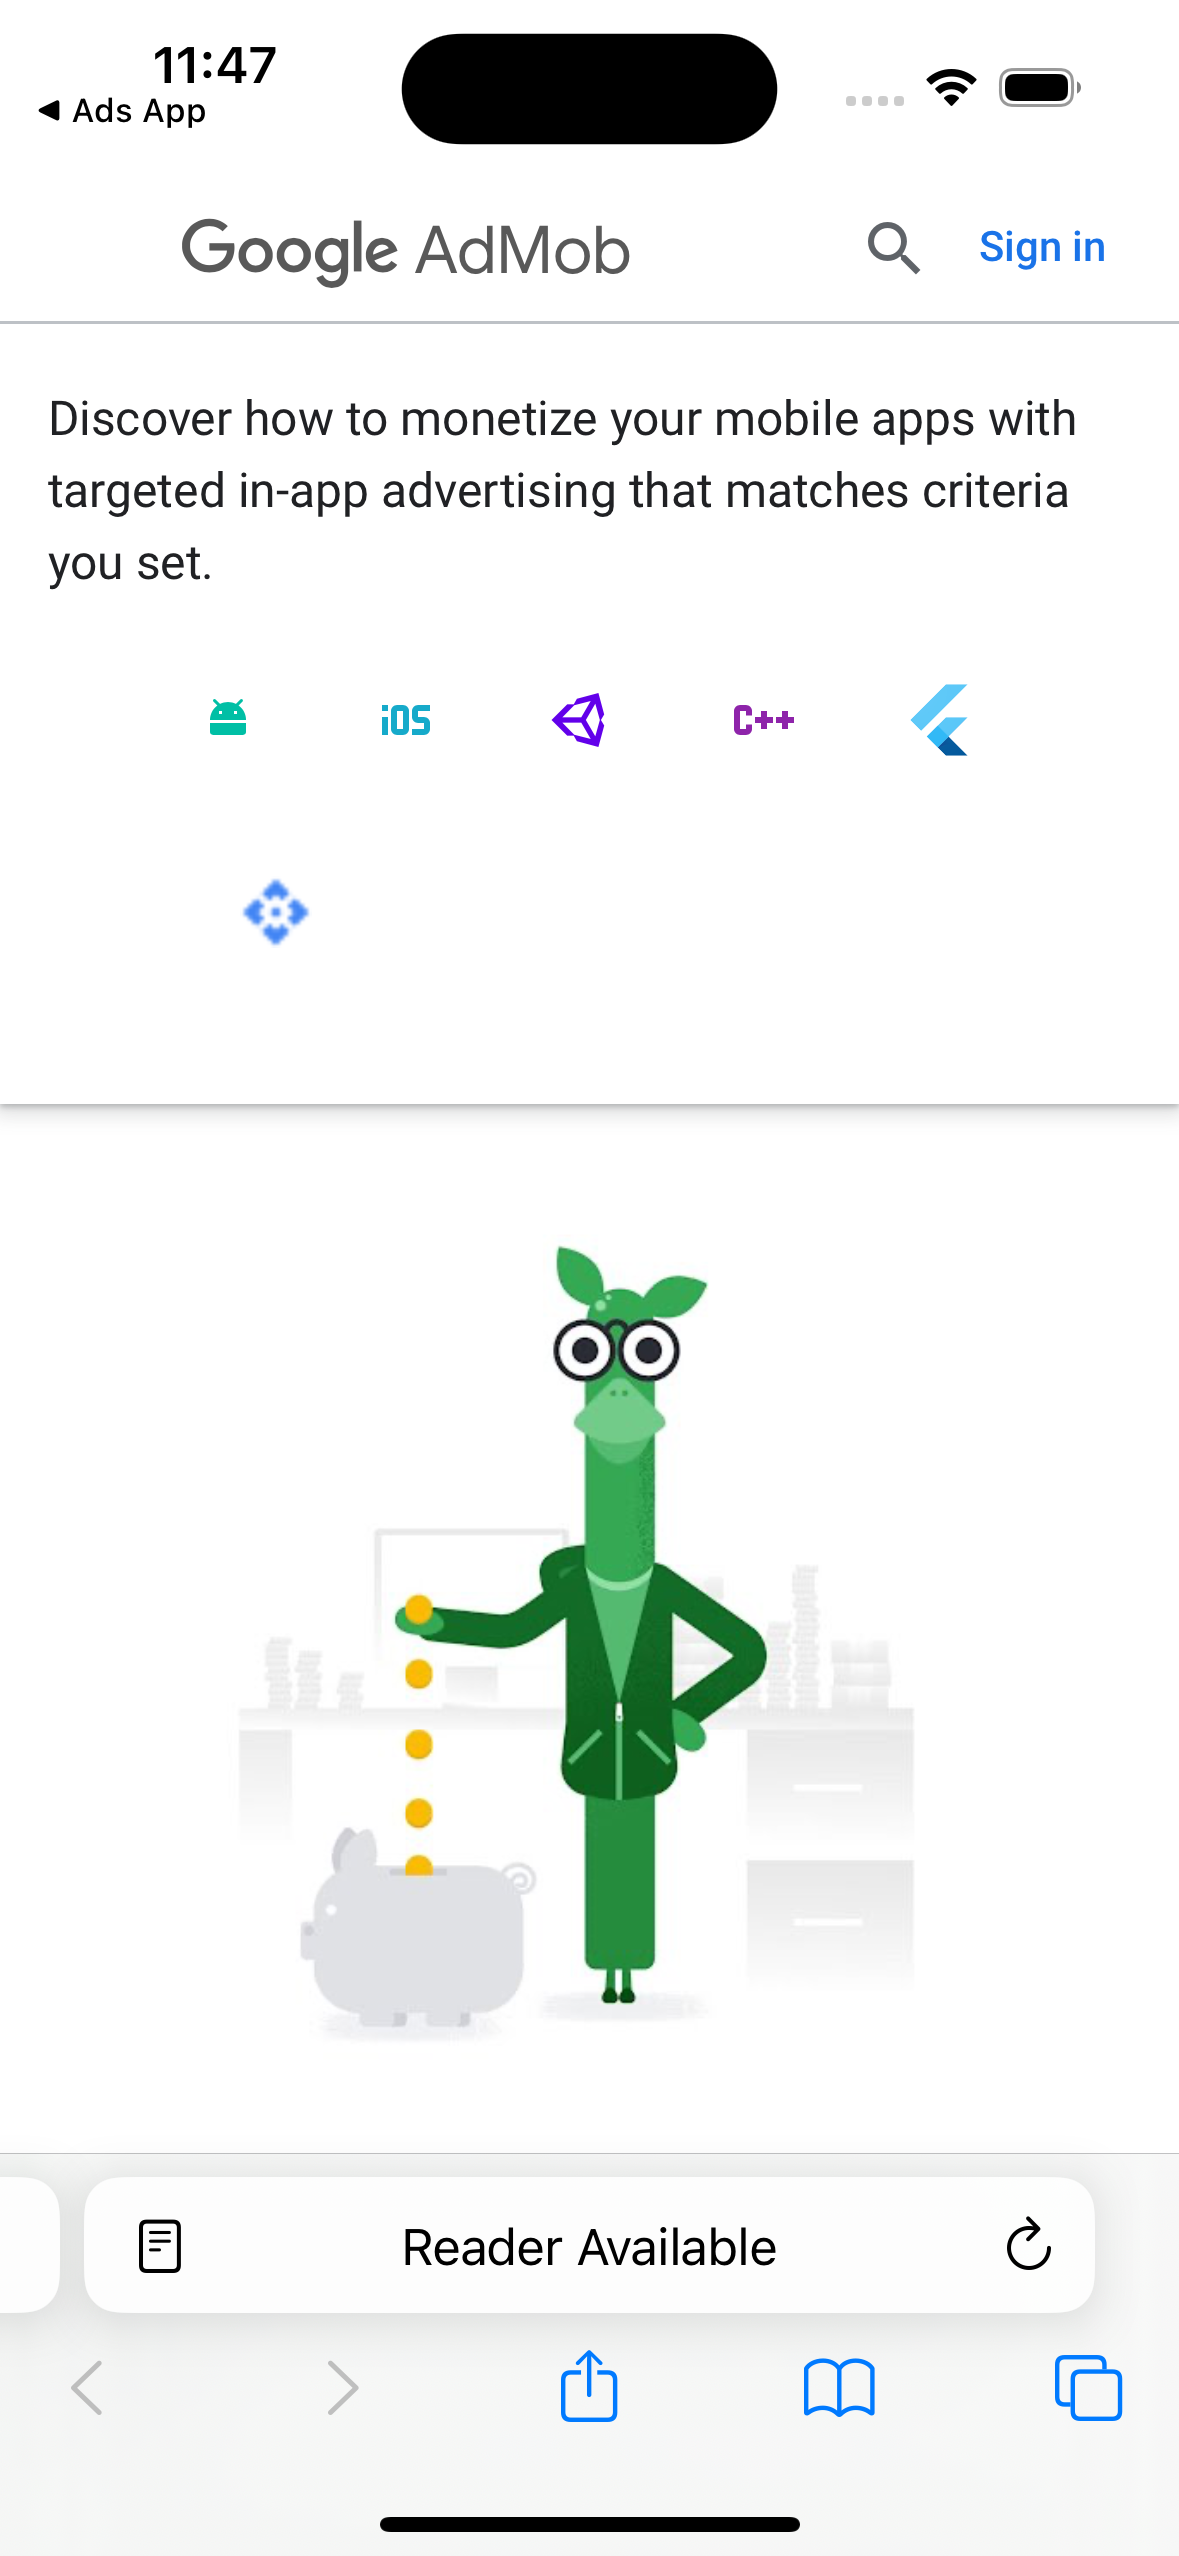 11:47
Ads App
Google AdMob
Sign in
Discover how to monetize your mobile apps with
targeted in-app advertising that matches criteria
you set.
iOS
C++
Reader Available